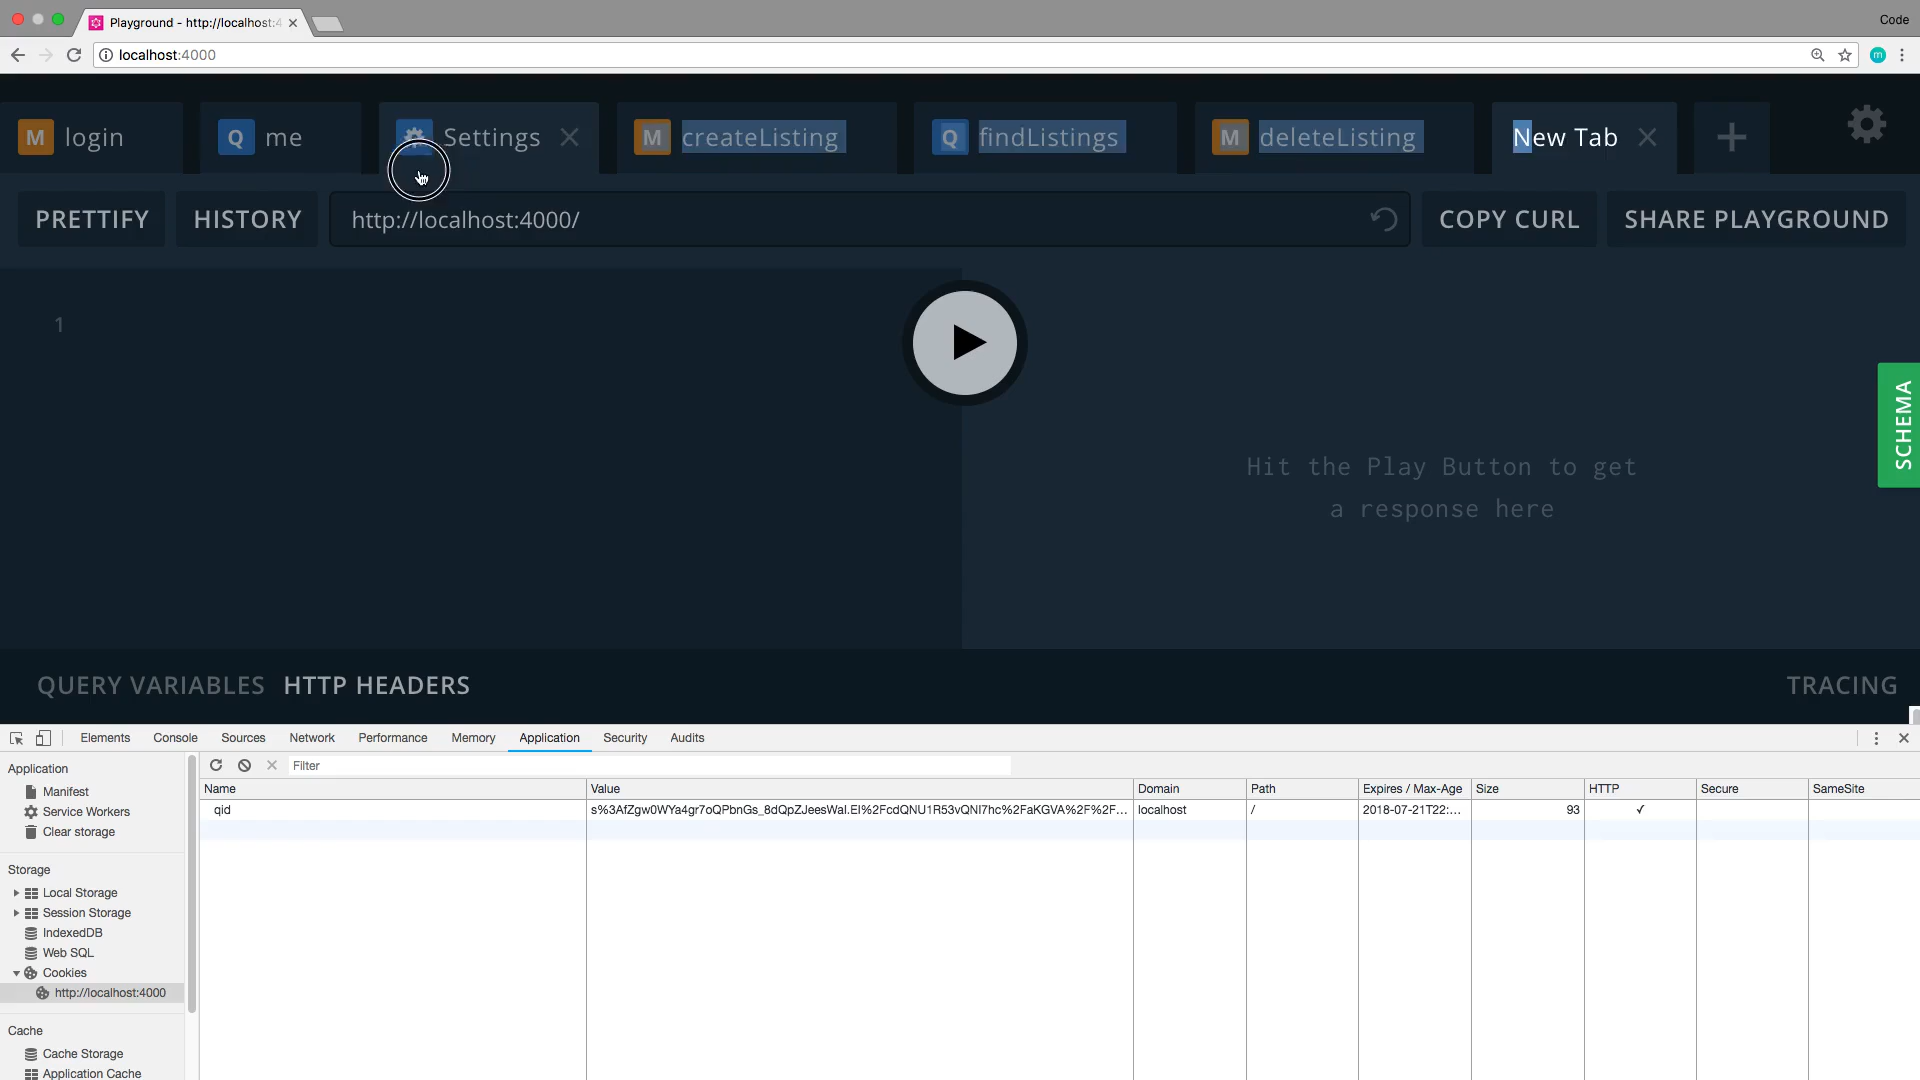 Playground - http://localhost:4
Code
localhost:4000
m
M login
Q me
Settings
M createListing
Q findListings
M deleteListing
New Tab
PRETTIFY
HISTORY
http://localhost:4000/
COPY CURL
SHARE PLAYGROUND
1
Hit the Play Button to get
a response here
SCHEMA
QUERY VARIABLES
HTTP HEADERS
TRACING
Elements
Console
Sources
Network
Performance
Memory
Application
Security
Audits
Application
Manifest
Service Workers
Clear storage
Storage
Local Storage
Session Storage
IndexedDB
Web SQL
Cookies
http://localhost:4000
Cache
Cache Storage
Application Cache
Filter
Name Value Domain Path Expires / Max-Age Size HTTP Secure SameSite
qid s%3AfZgw0WYa4gr7oQPbnGs_8dQpZJeesWal.EI%2FcdQNU1R53vQNI7hc%2FaKGVA%2F%2F... localhost / 2018-07-21T22:... 93 ✓